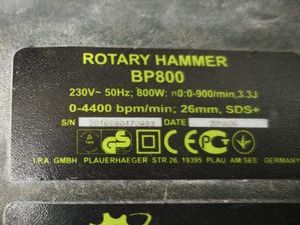 ROTARY HAMMER
BP800
230V~ 50Hz; 800W: n0:0-900/min, 3.3J
0-4400 bpm/min; 26mm, SDS+
S/N DATE
I.P.A. GMBH PLAUERHAEGER STR 26, 19395 PLAU AM SEE GERMANY